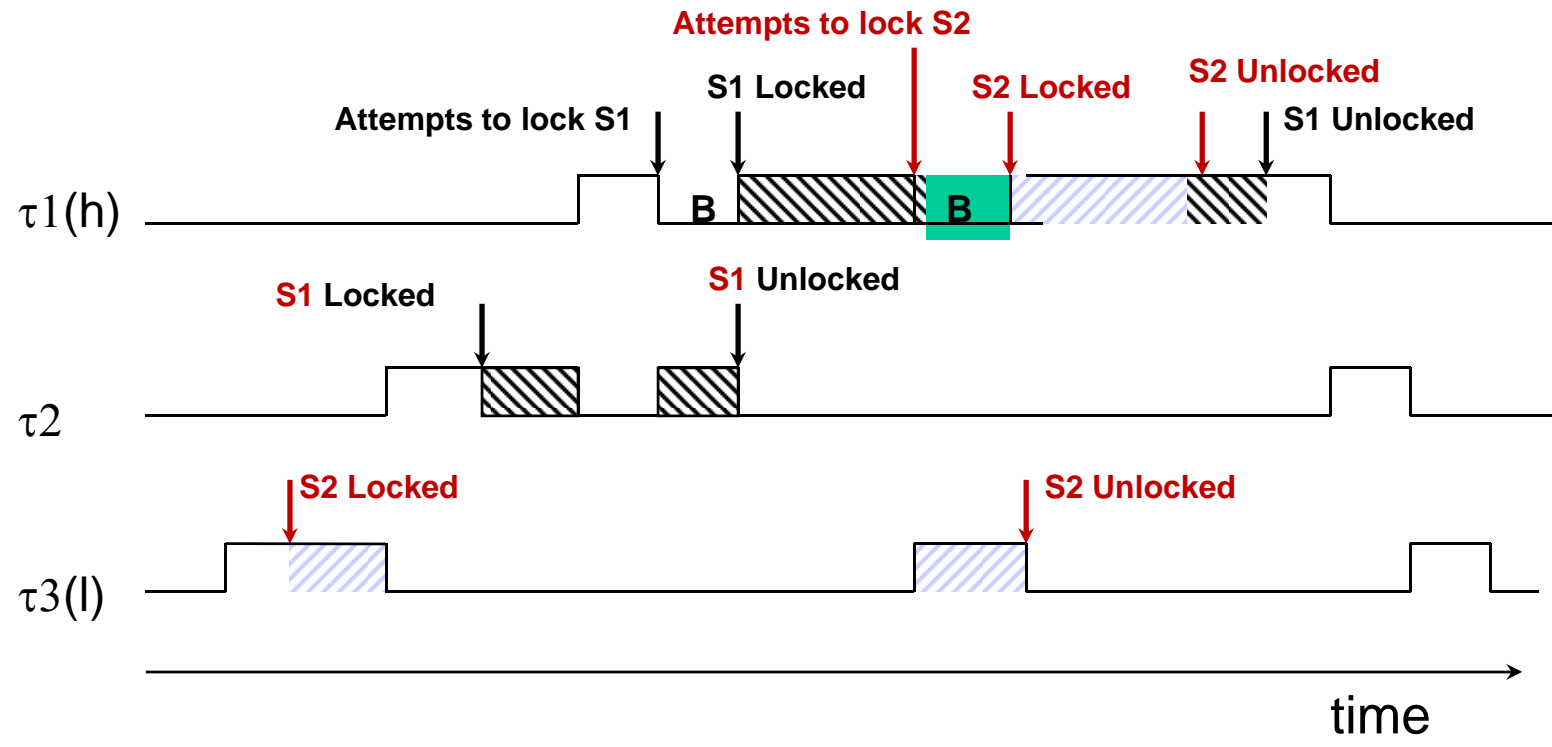 Attempts to lock S2
S1 Locked
S2 Locked
S2 Unlocked
Attempts to lock S1
S1 Unlocked
τ1(h)
B
B
S1 Locked
S1 Unlocked
τ2
S2 Locked
S2 Unlocked
τ3(l)
time